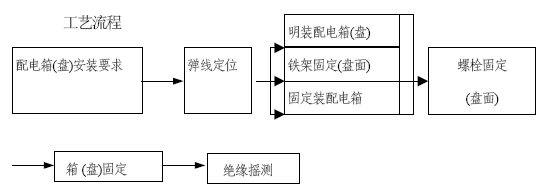 工艺流程
配电箱(盘)安装要求
弹线定位
明装配电箱(盘)
铁架固定(盘面)
固定装配电箱
螺栓固定
(盘面)
箱 (盘)固定
绝缘摇测